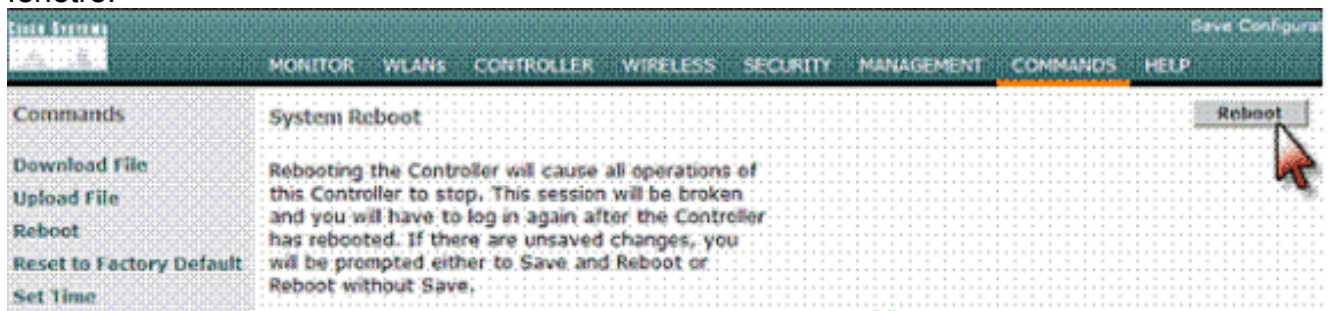 Cisco Systems
Save Configurat
MONITOR WLANs CONTROLLER WIRELESS SECURITY MANAGEMENT COMMANDS HELP
Commands
Download File
Upload File
Reboot
Reset to Factory Default
Set Time
System Reboot
Reboot
Rebooting the Controller will cause all operations of
this Controller to stop. This session will be broken
and you will have to log in again after the Controller
has rebooted. If there are unsaved changes, you
will be prompted either to Save and Reboot or
Reboot without Save.